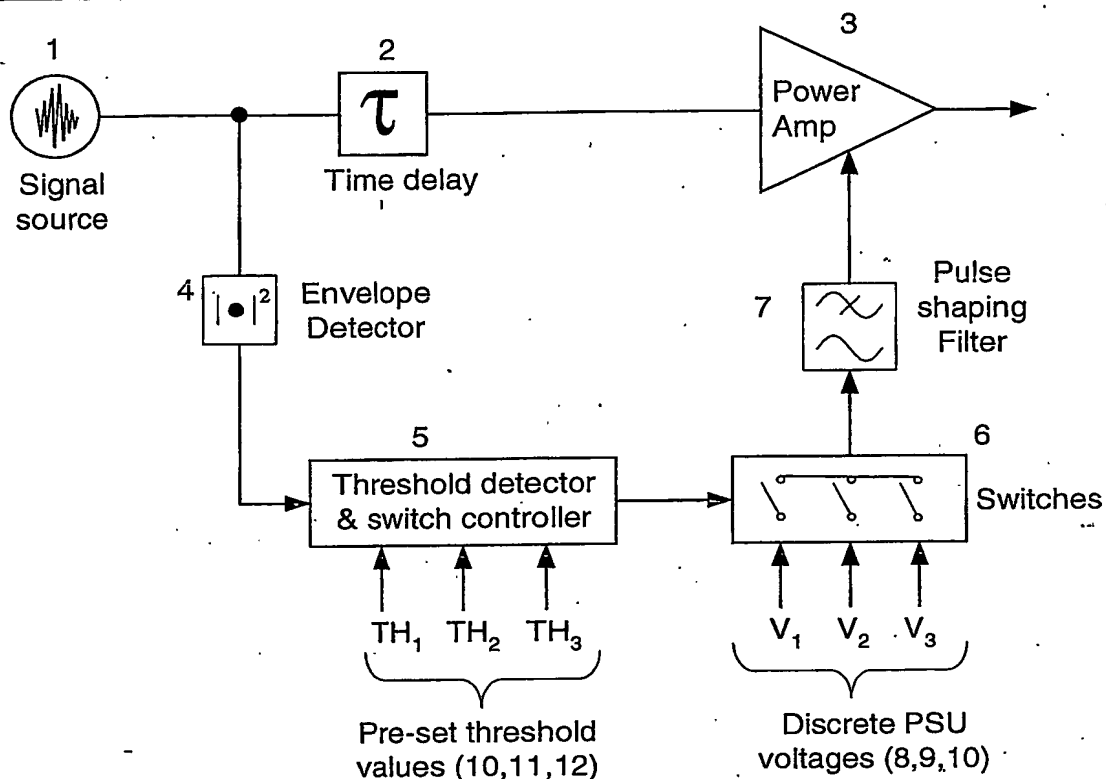 1
Signal
source
2
τ
Time delay
3
Power
Amp
4
|●|²
Envelope
Detector
5
Threshold detector
& switch controller
TH₁ TH₂ TH₃
Pre-set threshold
values (10,11,12)
6
Switches
V₁ V₂ V₃
Discrete PSU
voltages (8,9,10)
7
Pulse
shaping
Filter